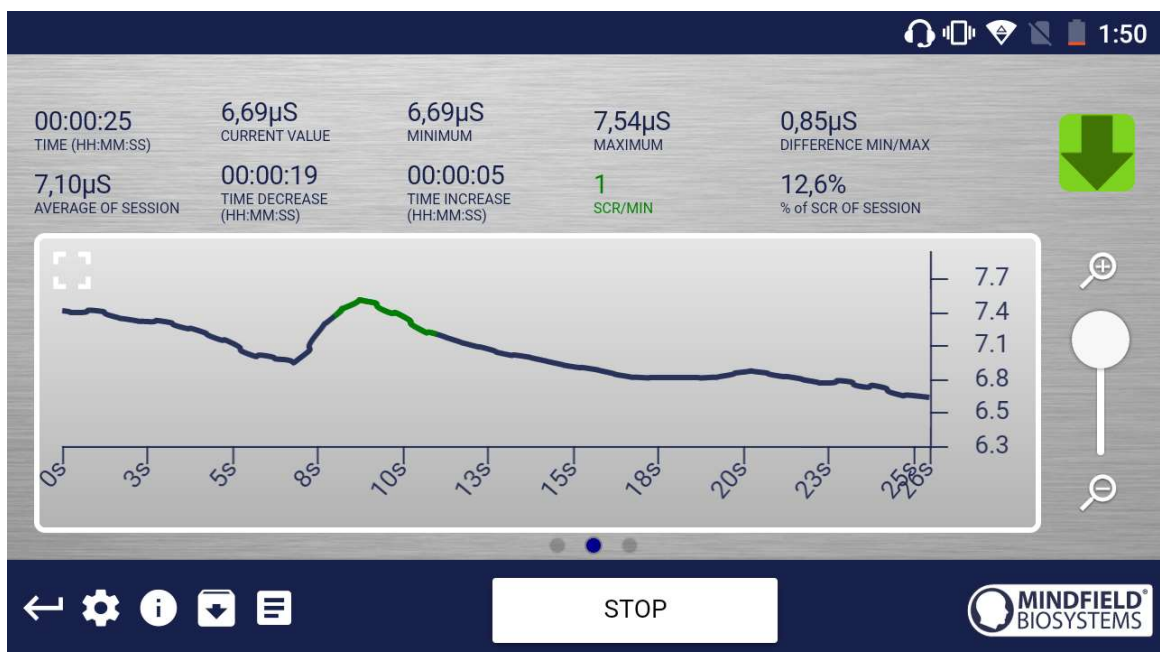 1:50
00:00:25
TIME (HH:MM:SS)
6,69µS
CURRENT VALUE
6,69µS
MINIMUM
7,54µS
MAXIMUM
0,85µS
DIFFERENCE MIN/MAX
7,10µS
AVERAGE OF SESSION
00:00:19
TIME DECREASE
(HH:MM:SS)
00:00:05
TIME INCREASE
(HH:MM:SS)
1
SCR/MIN
12,6%
% of SCR OF SESSION
7.7
7.4
7.1
6.8
6.5
6.3
0s
3s
5s
8s
10s
13s
15s
18s
20s
23s
25s
26s
STOP
MINDFIELD®
BIOSYSTEMS